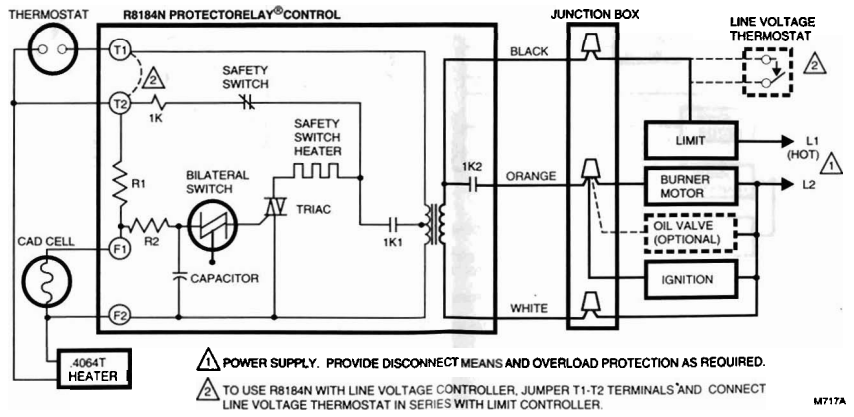 THERMOSTAT
R8184N PROTECTORELAY® CONTROL
JUNCTION BOX
LINE VOLTAGE
THERMOSTAT
T1
2
BLACK
2
SAFETY
SWITCH
T2
1K
SAFETY
SWITCH
HEATER
LIMIT
L1
(HOT)
1
1K2
ORANGE
BURNER
MOTOR
L2
R1
BILATERAL
SWITCH
TRIAC
OIL VALVE
(OPTIONAL)
R2
1K1
CAD CELL
F1
CAPACITOR
IGNITION
F2
WHITE
.4064T
HEATER
1 POWER SUPPLY. PROVIDE DISCONNECT MEANS AND OVERLOAD PROTECTION AS REQUIRED.
2 TO USE R8184N WITH LINE VOLTAGE CONTROLLER, JUMPER T1-T2 TERMINALS AND CONNECT
LINE VOLTAGE THERMOSTAT IN SERIES WITH LIMIT CONTROLLER.
M717A